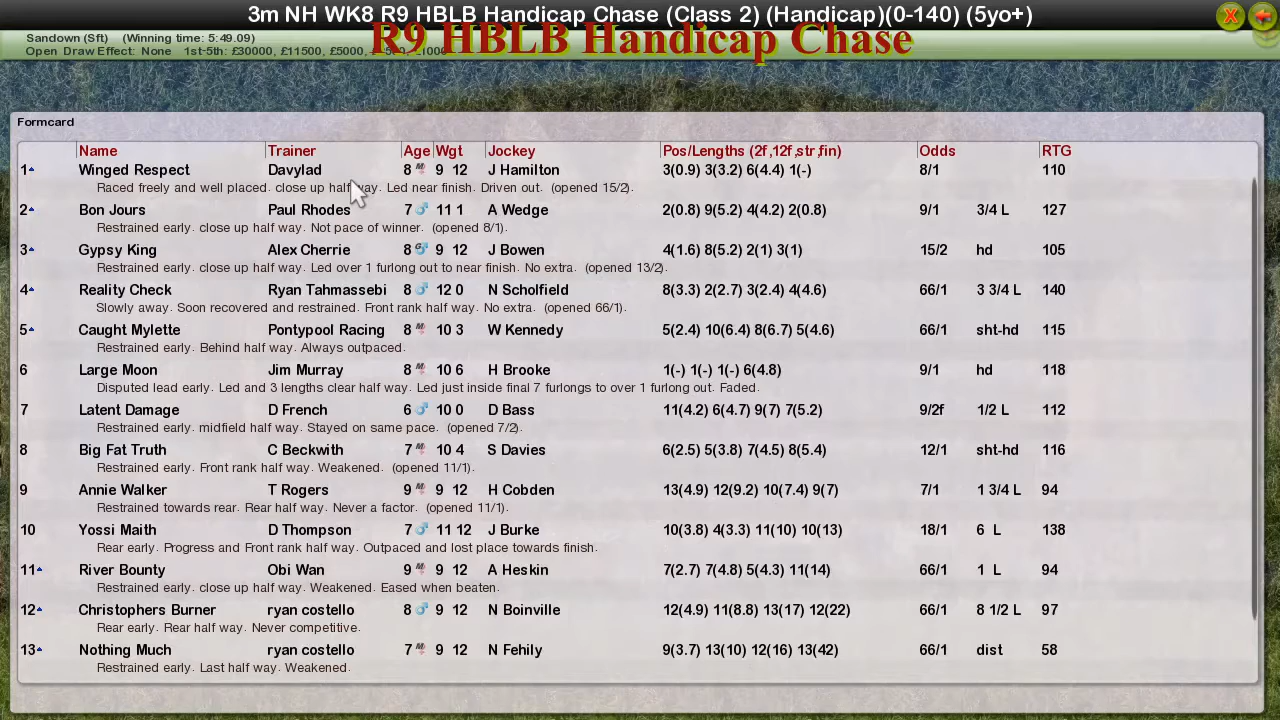 3m NH WK8 R9 HBLB Handicap Chase (Class 2) (Handicap)(0-140) (5yo+)
R9 HBLB Handicap Chase
Sandown (Sft) (Winning time: 5:49.09)
Open Draw Effect: None 1st-5th: £30000, £11500, £5000,
Formcard
Name Trainer Age Wgt Jockey Pos/Lengths (2f,12f,str,fin) Odds RTG
1 Winged Respect Davylad 8 9 12 J Hamilton 3(0.9) 3(3.2) 6(4.4) 1(-) 8/1 110
Raced freely and well placed. close up half way. Led near finish. Driven out. (opened 15/2).
2 Bon Jours Paul Rhodes 7 11 1 A Wedge 2(0.8) 9(5.2) 4(4.2) 2(0.8) 9/1 3/4 L 127
Restrained early. close up half way. Not pace of winner. (opened 8/1).
3 Gypsy King Alex Cherrie 8 9 12 J Bowen 4(1.6) 8(5.2) 2(1) 3(1) 15/2 hd 105
Restrained early. close up half way. Led over 1 furlong out to near finish. No extra. (opened 13/2).
4 Reality Check Ryan Tahmassebi 8 12 0 N Scholfield 8(3.3) 2(2.7) 3(2.4) 4(4.6) 66/1 3 3/4 L 140
Slowly away. Soon recovered and restrained. Front rank half way. No extra. (opened 66/1).
5 Caught Mylette Pontypool Racing 8 10 3 W Kennedy 5(2.4) 10(6.4) 8(6.7) 5(4.6) 66/1 sht-hd 115
Restrained early. Behind half way. Always outpaced.
6 Large Moon Jim Murray 8 10 6 H Brooke 1(-) 1(-) 1(-) 6(4.8) 9/1 hd 118
Disputed lead early. Led and 3 lengths clear half way. Led just inside final 7 furlongs to over 1 furlong out. Faded.
7 Latent Damage D French 6 10 0 D Bass 11(4.2) 6(4.7) 9(7) 7(5.2) 9/2f 1/2 L 112
Restrained early. midfield half way. Stayed on same pace. (opened 7/2).
8 Big Fat Truth C Beckwith 7 10 4 S Davies 6(2.5) 5(3.8) 7(4.5) 8(5.4) 12/1 sht-hd 116
Restrained early. Front rank half way. Weakened. (opened 11/1).
9 Annie Walker T Rogers 9 9 12 H Cobden 13(4.9) 12(9.2) 10(7.4) 9(7) 7/1 1 3/4 L 94
Restrained towards rear. Rear half way. Never a factor. (opened 11/1).
10 Yossi Maith D Thompson 7 11 12 J Burke 10(3.8) 4(3.3) 11(10) 10(13) 18/1 6 L 138
Rear early. Progress and Front rank half way. Outpaced and lost place towards finish.
11 River Bounty Obi Wan 9 9 12 A Heskin 7(2.7) 7(4.8) 5(4.3) 11(14) 66/1 1 L 94
Restrained early. close up half way. Weakened. Eased when beaten.
12 Christophers Burner ryan costello 8 9 12 N Boinville 12(4.9) 11(8.8) 13(17) 12(22) 66/1 8 1/2 L 97
Rear early. Rear half way. Never competitive.
13 Nothing Much ryan costello 7 9 12 N Fehily 9(3.7) 13(10) 12(16) 13(42) 66/1 dist 58
Restrained early. Last half way. Weakened.